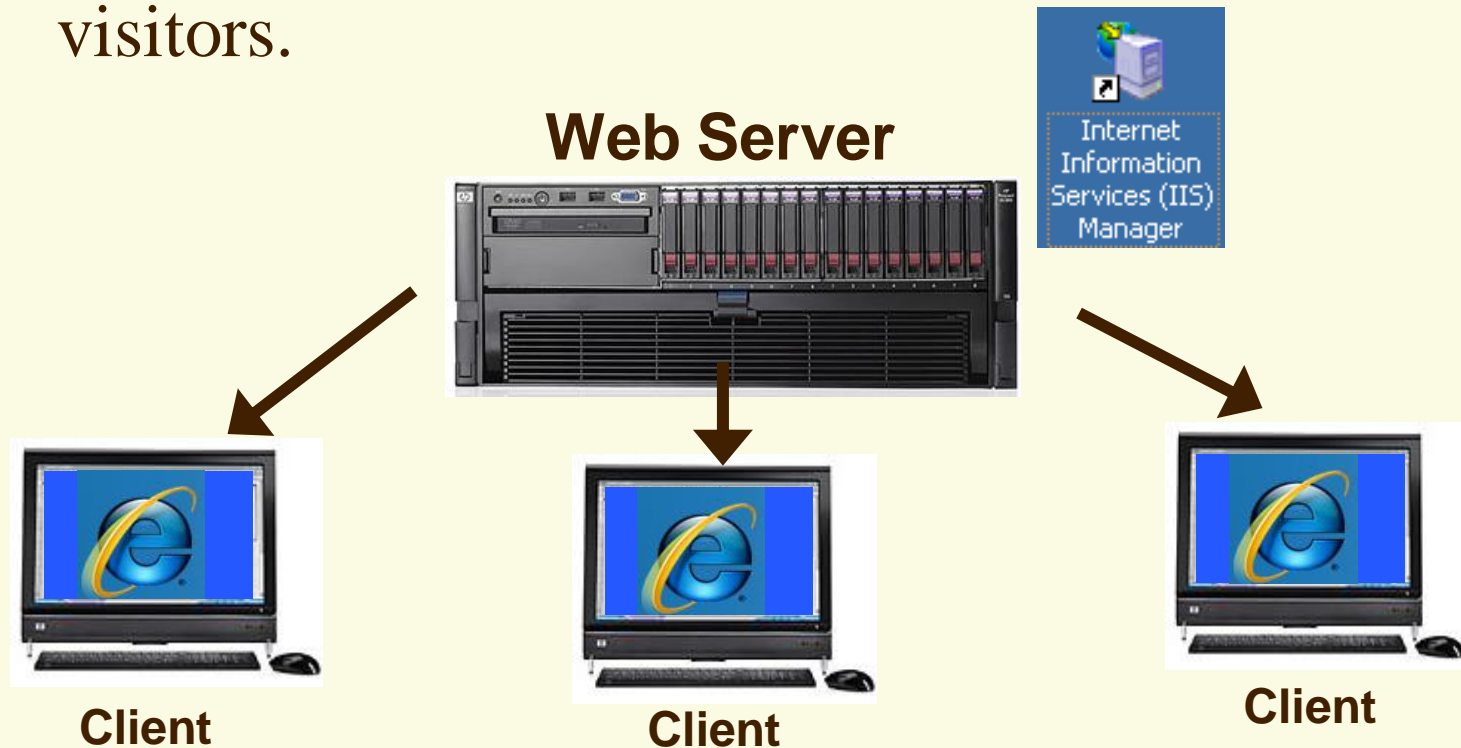 visitors.
Web Server
Internet
Information
Services (IIS)
Manager
Client
Client
Client